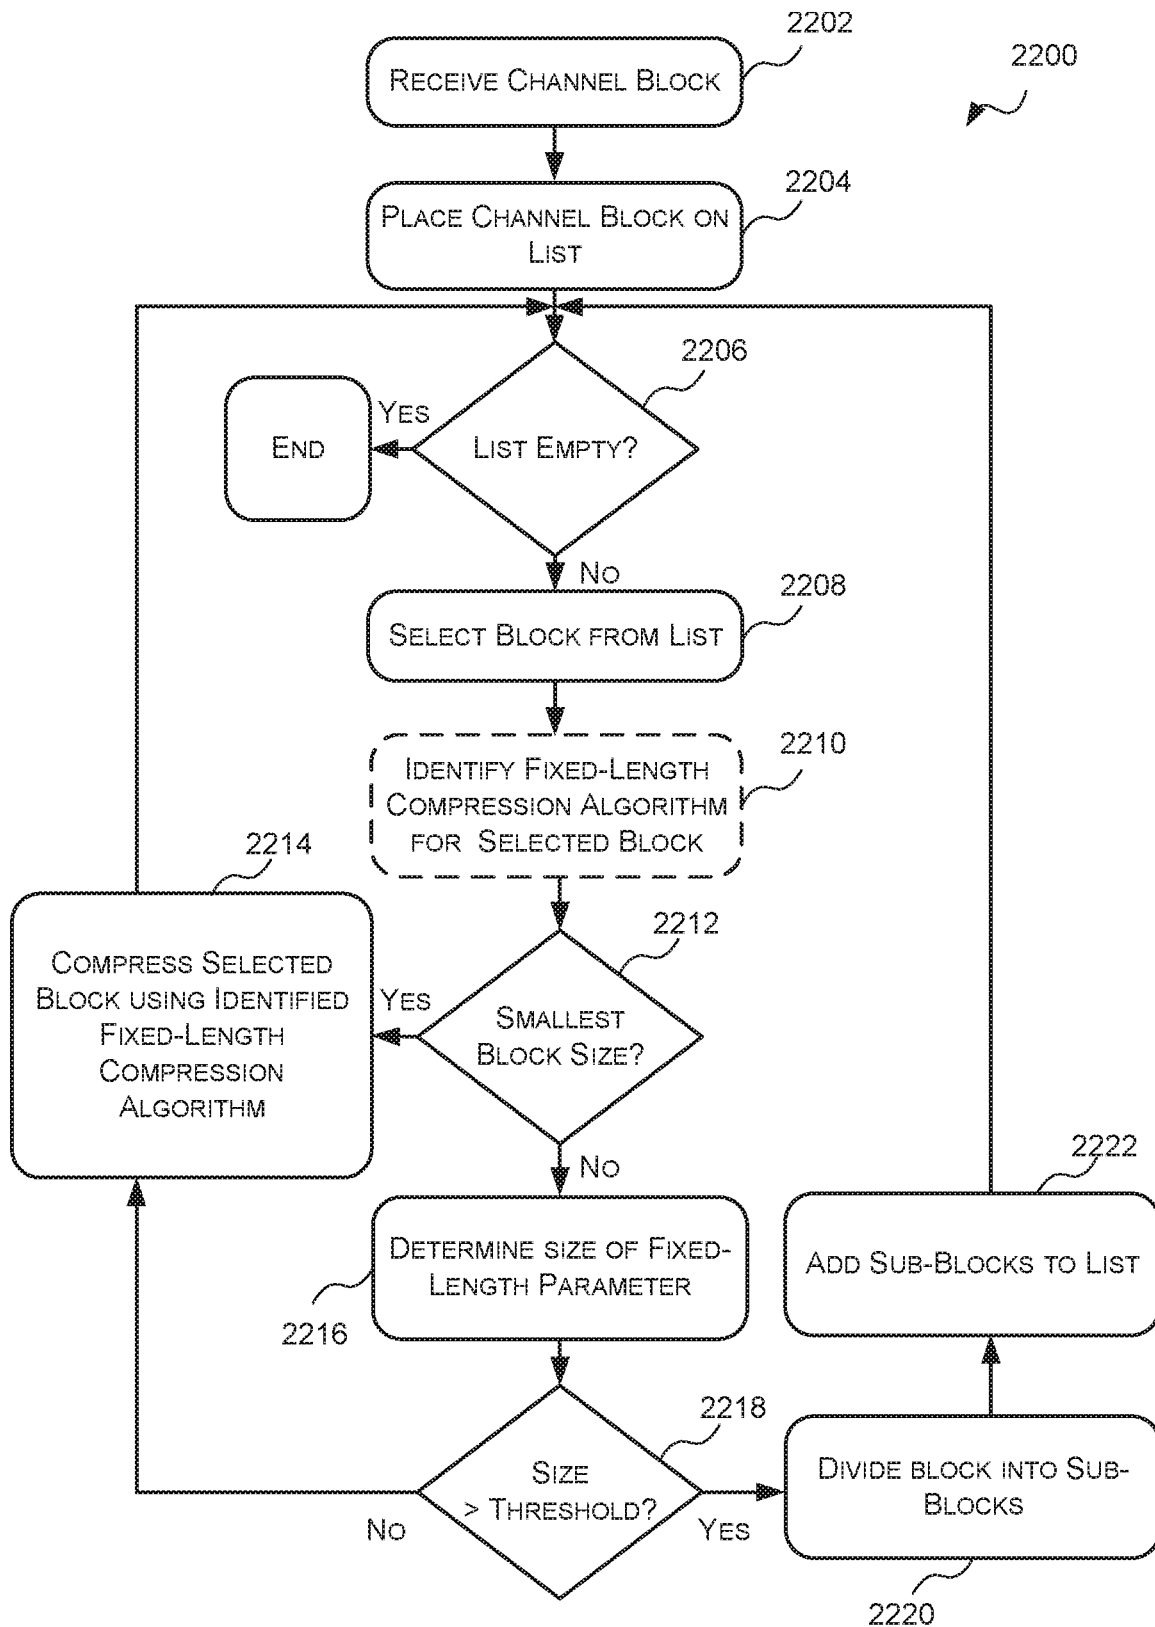 2202
2200
RECEIVE CHANNEL BLOCK
2204
PLACE CHANNEL BLOCK ON
LIST
2206
YES
END
LIST EMPTY?
NO
2208
SELECT BLOCK FROM LIST
2210
IDENTIFY FIXED-LENGTH
COMPRESSION ALGORITHM
FOR SELECTED BLOCK
2214
2212
COMPRESS SELECTED
BLOCK USING IDENTIFIED
FIXED-LENGTH
COMPRESSION
ALGORITHM
YES
SMALLEST
BLOCK SIZE?
NO
2222
DETERMINE SIZE OF FIXED-
LENGTH PARAMETER
ADD SUB-BLOCKS TO LIST
2216
2218
SIZE
> THRESHOLD?
NO
YES
DIVIDE BLOCK INTO SUB-
BLOCKS
2220